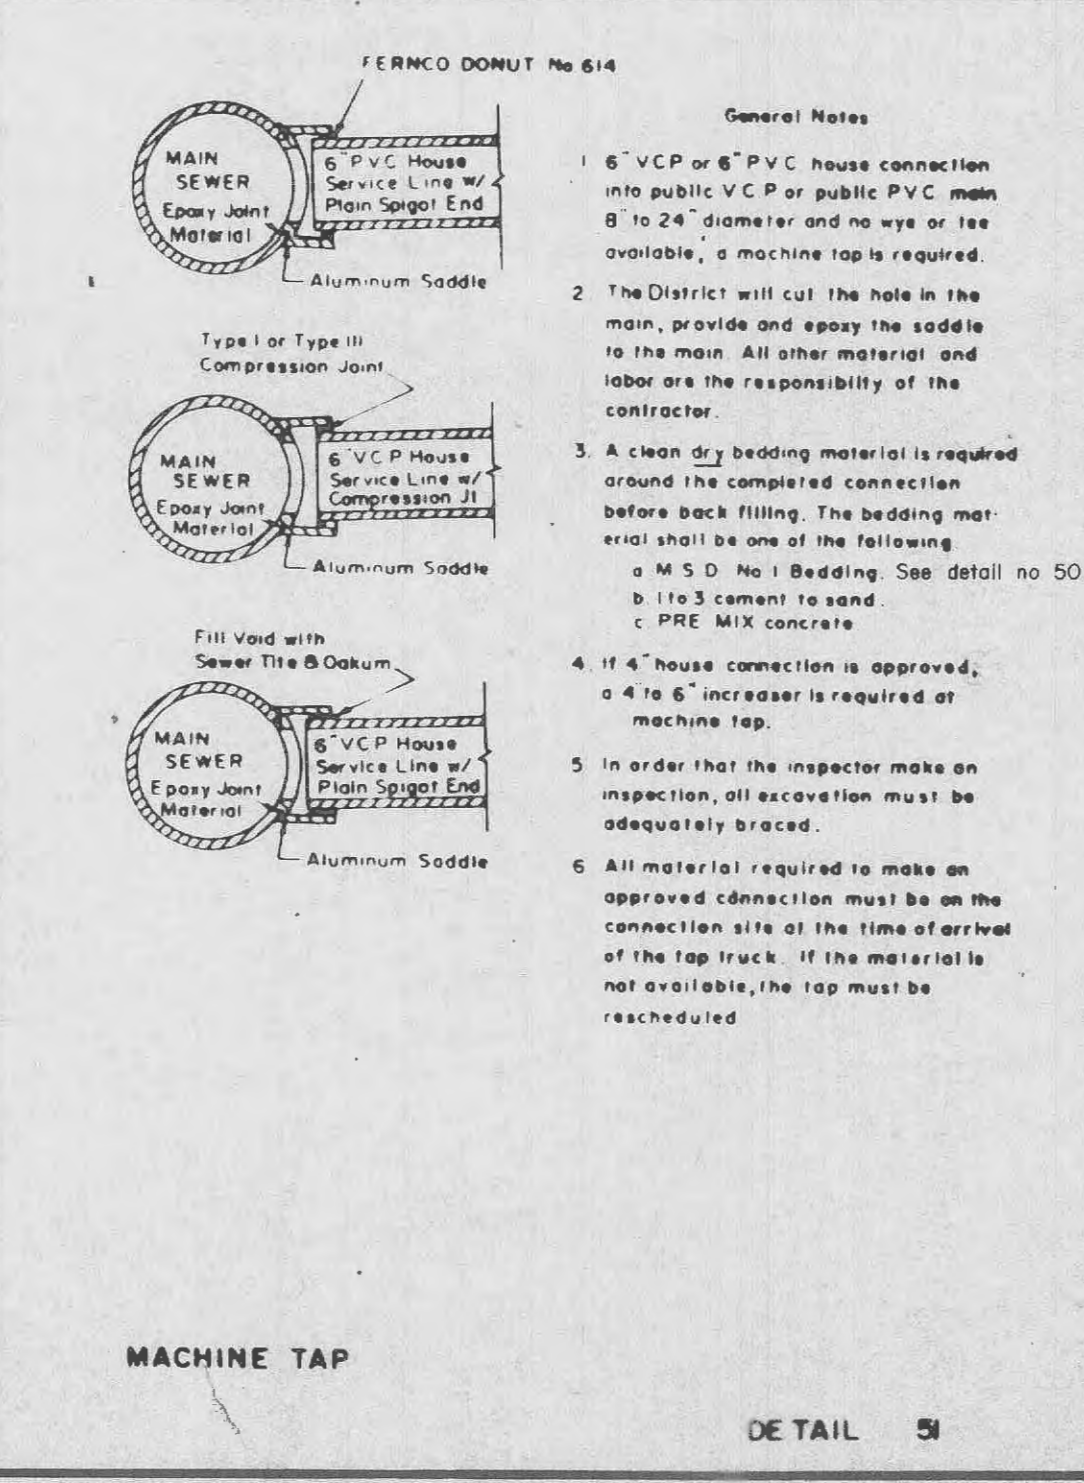 FERNCO DONUT No 614
MAIN
SEWER
Epoxy Joint
Material
6" PVC House
Service Line w/
Plain Spigot End
Aluminum Saddle
Type I or Type III
Compression Joint
MAIN
SEWER
Epoxy Joint
Material
6" VCP House
Service Line w/
Compression Jt
Aluminum Saddle
Fill Void with
Sewer Tite & Oakum
MAIN
SEWER
Epoxy Joint
Material
6" VCP House
Service Line w/
Plain Spigot End
Aluminum Saddle
General Notes
1 6" VCP or 6" PVC house connection
into public VCP or public PVC main
8" to 24" diameter and no wye or tee
available, a machine tap is required.
2 The District will cut the hole in the
main, provide and epoxy the saddle
to the main. All other material and
labor are the responsibilty of the
contractor.
3. A clean dry bedding material is required
around the completed connection
before back filling. The bedding mat-
erial shall be one of the following
a M S D No 1 Bedding. See detail no 50
b. 1 to 3 cement to sand.
c. PRE MIX concrete
4. If 4" house connection is approved,
a 4" to 6" increaser is required at
machine tap.
5 In order that the inspector make an
inspection, all excavation must be
adequately braced.
6 All material required to make an
approved connection must be on the
connection site at the time of arrival
of the tap truck. If the material is
not available, the tap must be
rescheduled
MACHINE TAP
DETAIL 51